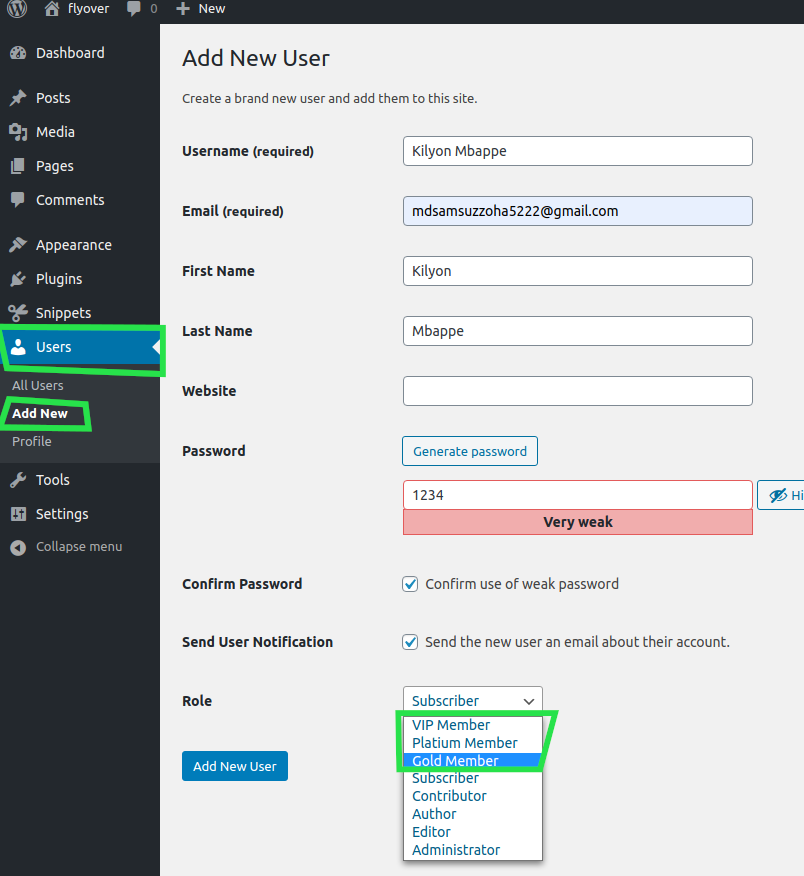 flyover 0 New
Dashboard
Posts
Media
Pages
Comments
Appearance
Plugins
Snippets
Users
All Users
Add New
Profile
Tools
Settings
Collapse menu
Add New User
Create a brand new user and add them to this site.
Username (required) Kilyon Mbappe
Email (required) mdsamsuzzoha5222@gmail.com
First Name Kilyon
Last Name Mbappe
Website
Password Generate password
1234 Hi
Very weak
Confirm Password Confirm use of weak password
Send User Notification Send the new user an email about their account.
Role Subscriber
VIP Member
Platium Member
Gold Member
Subscriber
Contributor
Author
Editor
Administrator
Add New User